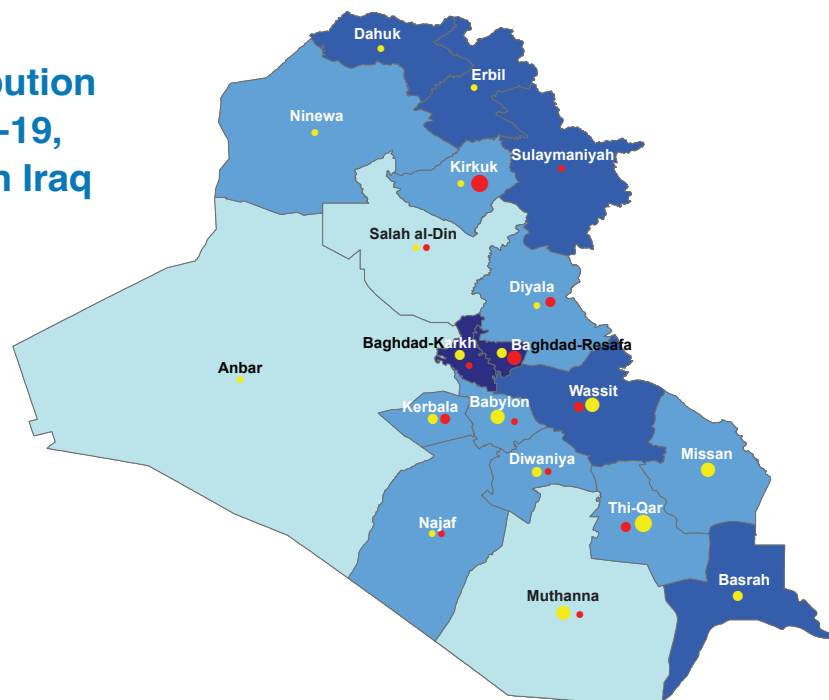 bution
-19,
n Iraq
Dahuk
Erbil
Ninewa
Sulaymaniyah
Kirkuk
Salah al-Din
Diyala
Baghdad-Karkh
Baghdad-Resafa
Anbar
Wassit
Kerbala
Babylon
Missan
Diwaniya
Thi-Qar
Najaf
Basrah
Muthanna